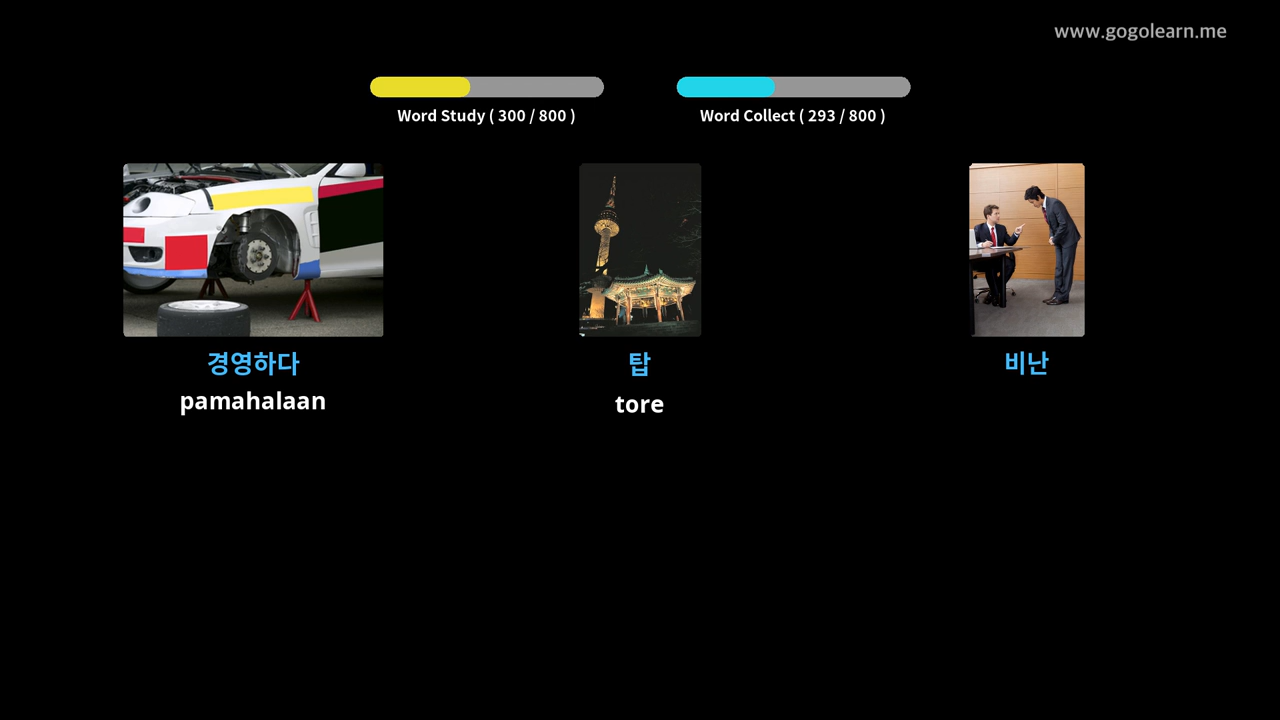 www.gogolearn.me
Word Study ( 300 / 800 )
Word Collect ( 293 / 800 )
경영하다
pamahalaan
탑
tore
비난